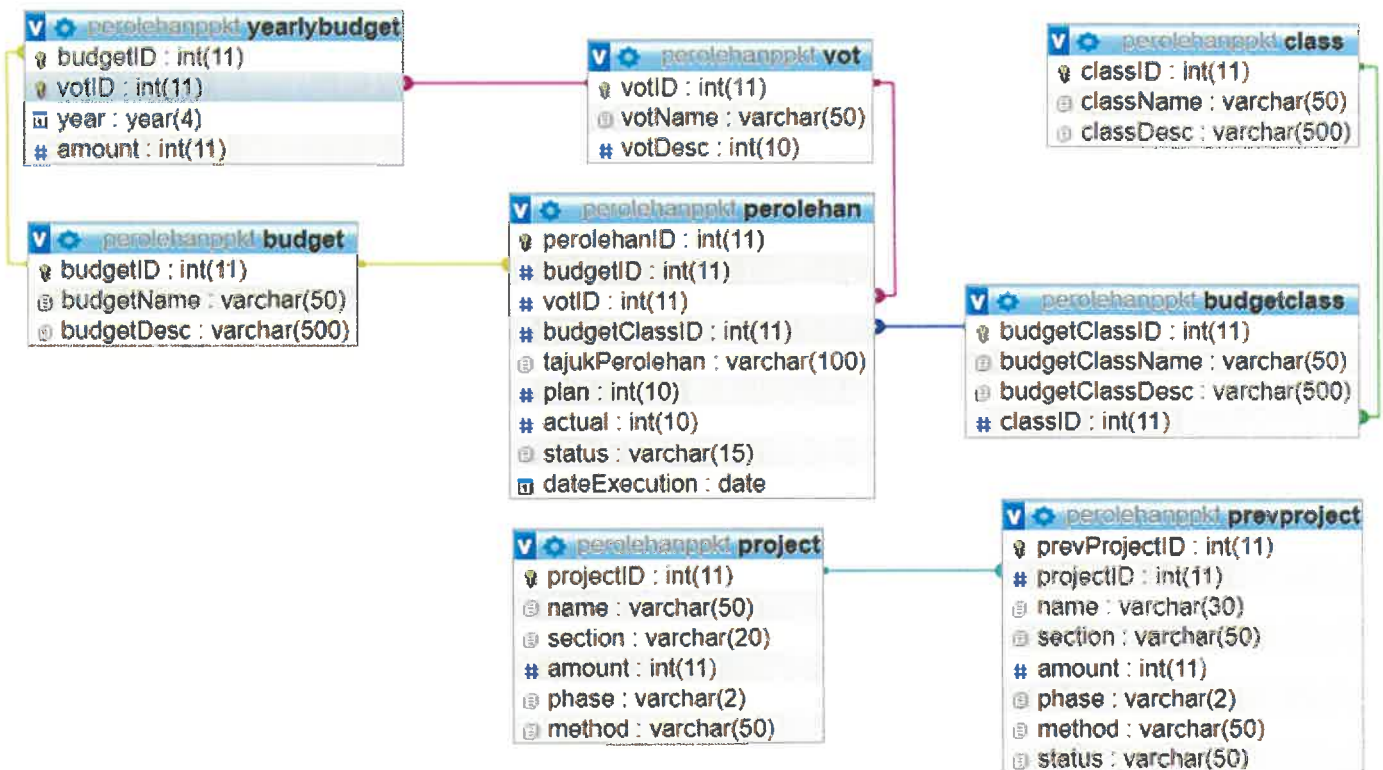 perolehanppkt yearlybudget
budgetID : int(11)
votID : int(11)
year : year(4)
# amount : int(11)
perolehanppkt vot
votID : int(11)
votName : varchar(50)
# votDesc : int(10)
perolehanppkt class
classID : int(11)
className : varchar(50)
classDesc : varchar(500)
perolehanppkt budget
budgetID : int(11)
budgetName : varchar(50)
budgetDesc : varchar(500)
perolehanppkt perolehan
perolehanID : int(11)
# budgetID : int(11)
# votID : int(11)
# budgetClassID : int(11)
tajukPerolehan : varchar(100)
# plan : int(10)
# actual : int(10)
status : varchar(15)
dateExecution : date
perolehanppkt budgetclass
budgetClassID : int(11)
budgetClassName : varchar(50)
budgetClassDesc : varchar(500)
# classID : int(11)
perolehanppkt project
projectID : int(11)
name : varchar(50)
section : varchar(20)
# amount : int(11)
phase : varchar(2)
method : varchar(50)
perolehanppkt prevproject
prevProjectID : int(11)
# projectID : int(11)
name : varchar(30)
section : varchar(50)
# amount : int(11)
phase : varchar(2)
method : varchar(50)
status : varchar(50)